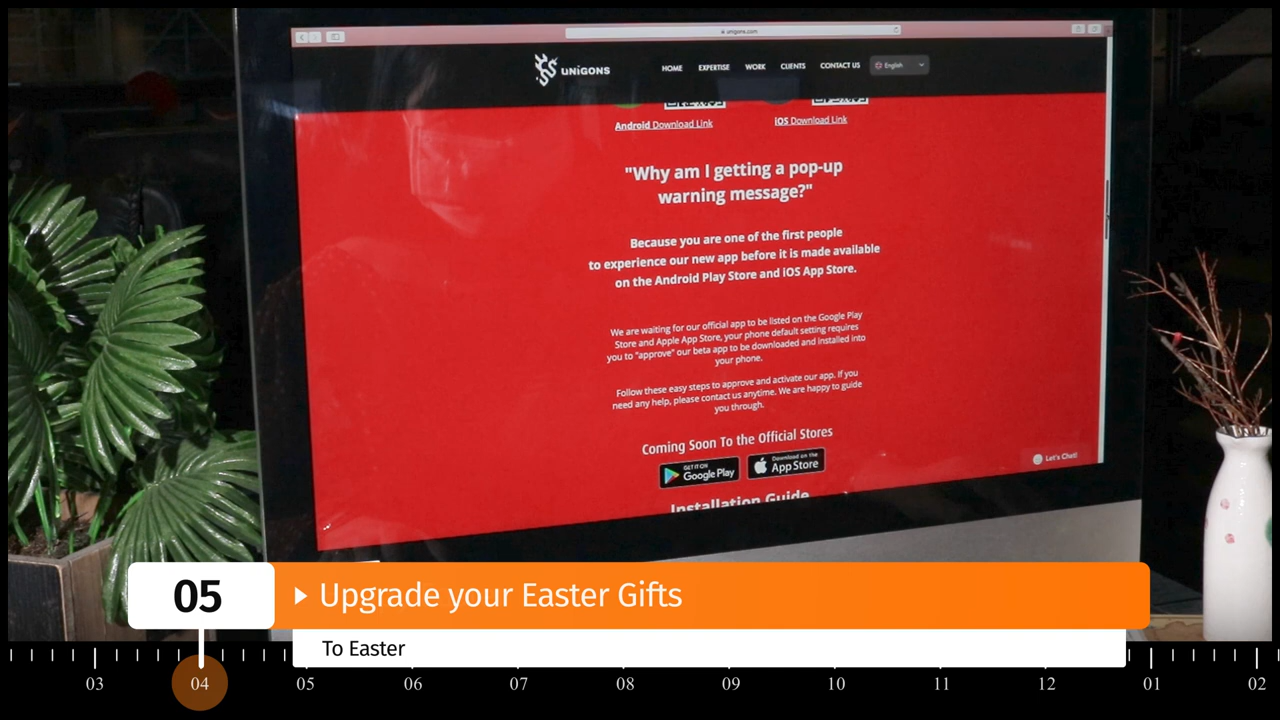 unigons.com
UNIGONS
HOME EXPERTISE WORK CLIENTS CONTACT US English
Android Download Link iOS Download Link
"Why am I getting a pop-up
warning message?"
Because you are one of the first people
to experience our new app before it is made available
on the Android Play Store and iOS App Store.
We are waiting for our official app to be listed on the Google Play
Store and Apple App Store, your phone default setting requires
you to "approve" our beta app to be downloaded and installed into
your phone.
Follow these easy steps to approve and activate our app. If you
need any help, please contact us anytime. We are happy to guide
you through.
Coming Soon To the Official Stores
GET IT ON Google Play Download on the App Store
Let's Chat!
Installation Guide
05 Upgrade your Easter Gifts
To Easter
03 04 05 06 07 08 09 10 11 12 01 02